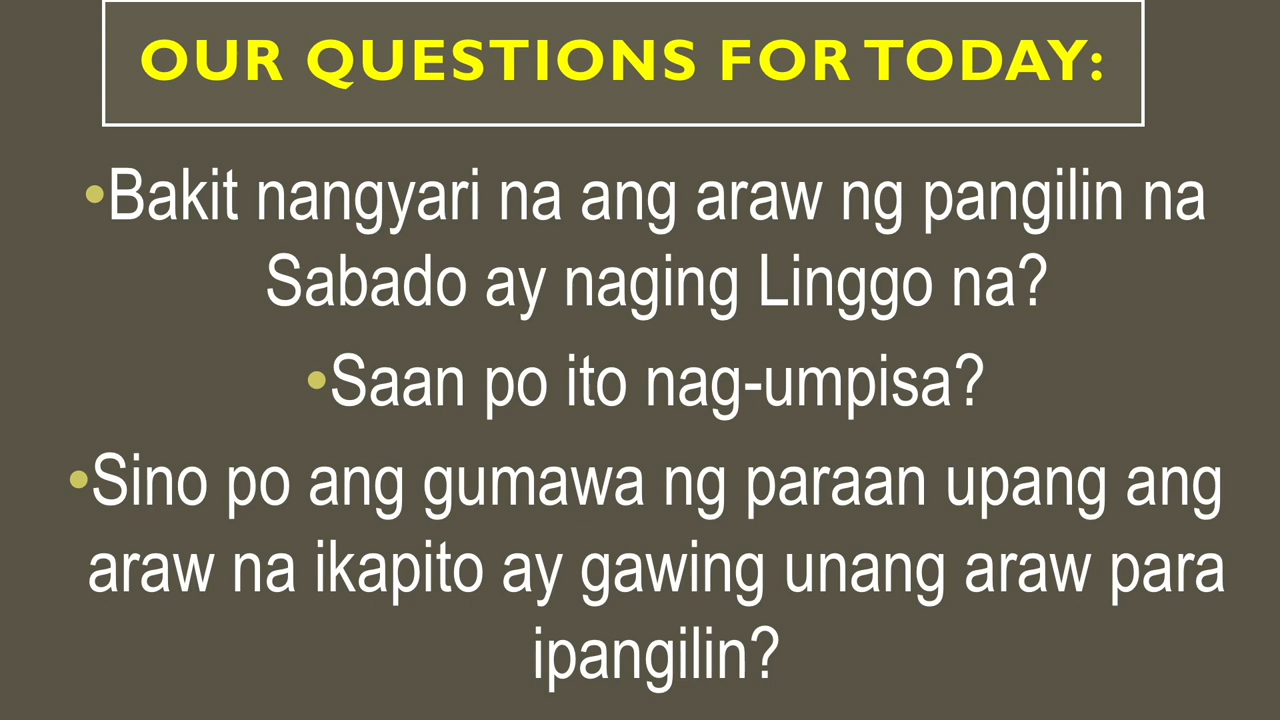 OUR QUESTIONS FOR TODAY:
•Bakit nangyari na ang araw ng pangilin na
Sabado ay naging Linggo na?
•Saan po ito nag-umpisa?
•Sino po ang gumawa ng paraan upang ang
araw na ikapito ay gawing unang araw para
ipangilin?